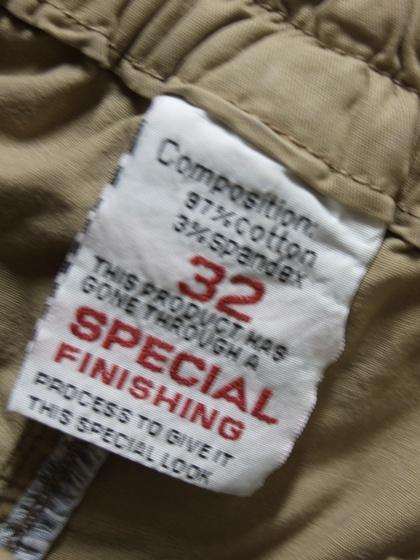 Composition:
97%cotton
3%spandex
32
THIS PRODUCT HAS
GONE THROUGH A
SPECIAL
FINISHING
PROCESS TO GIVE IT
THIS SPECIAL LOOK